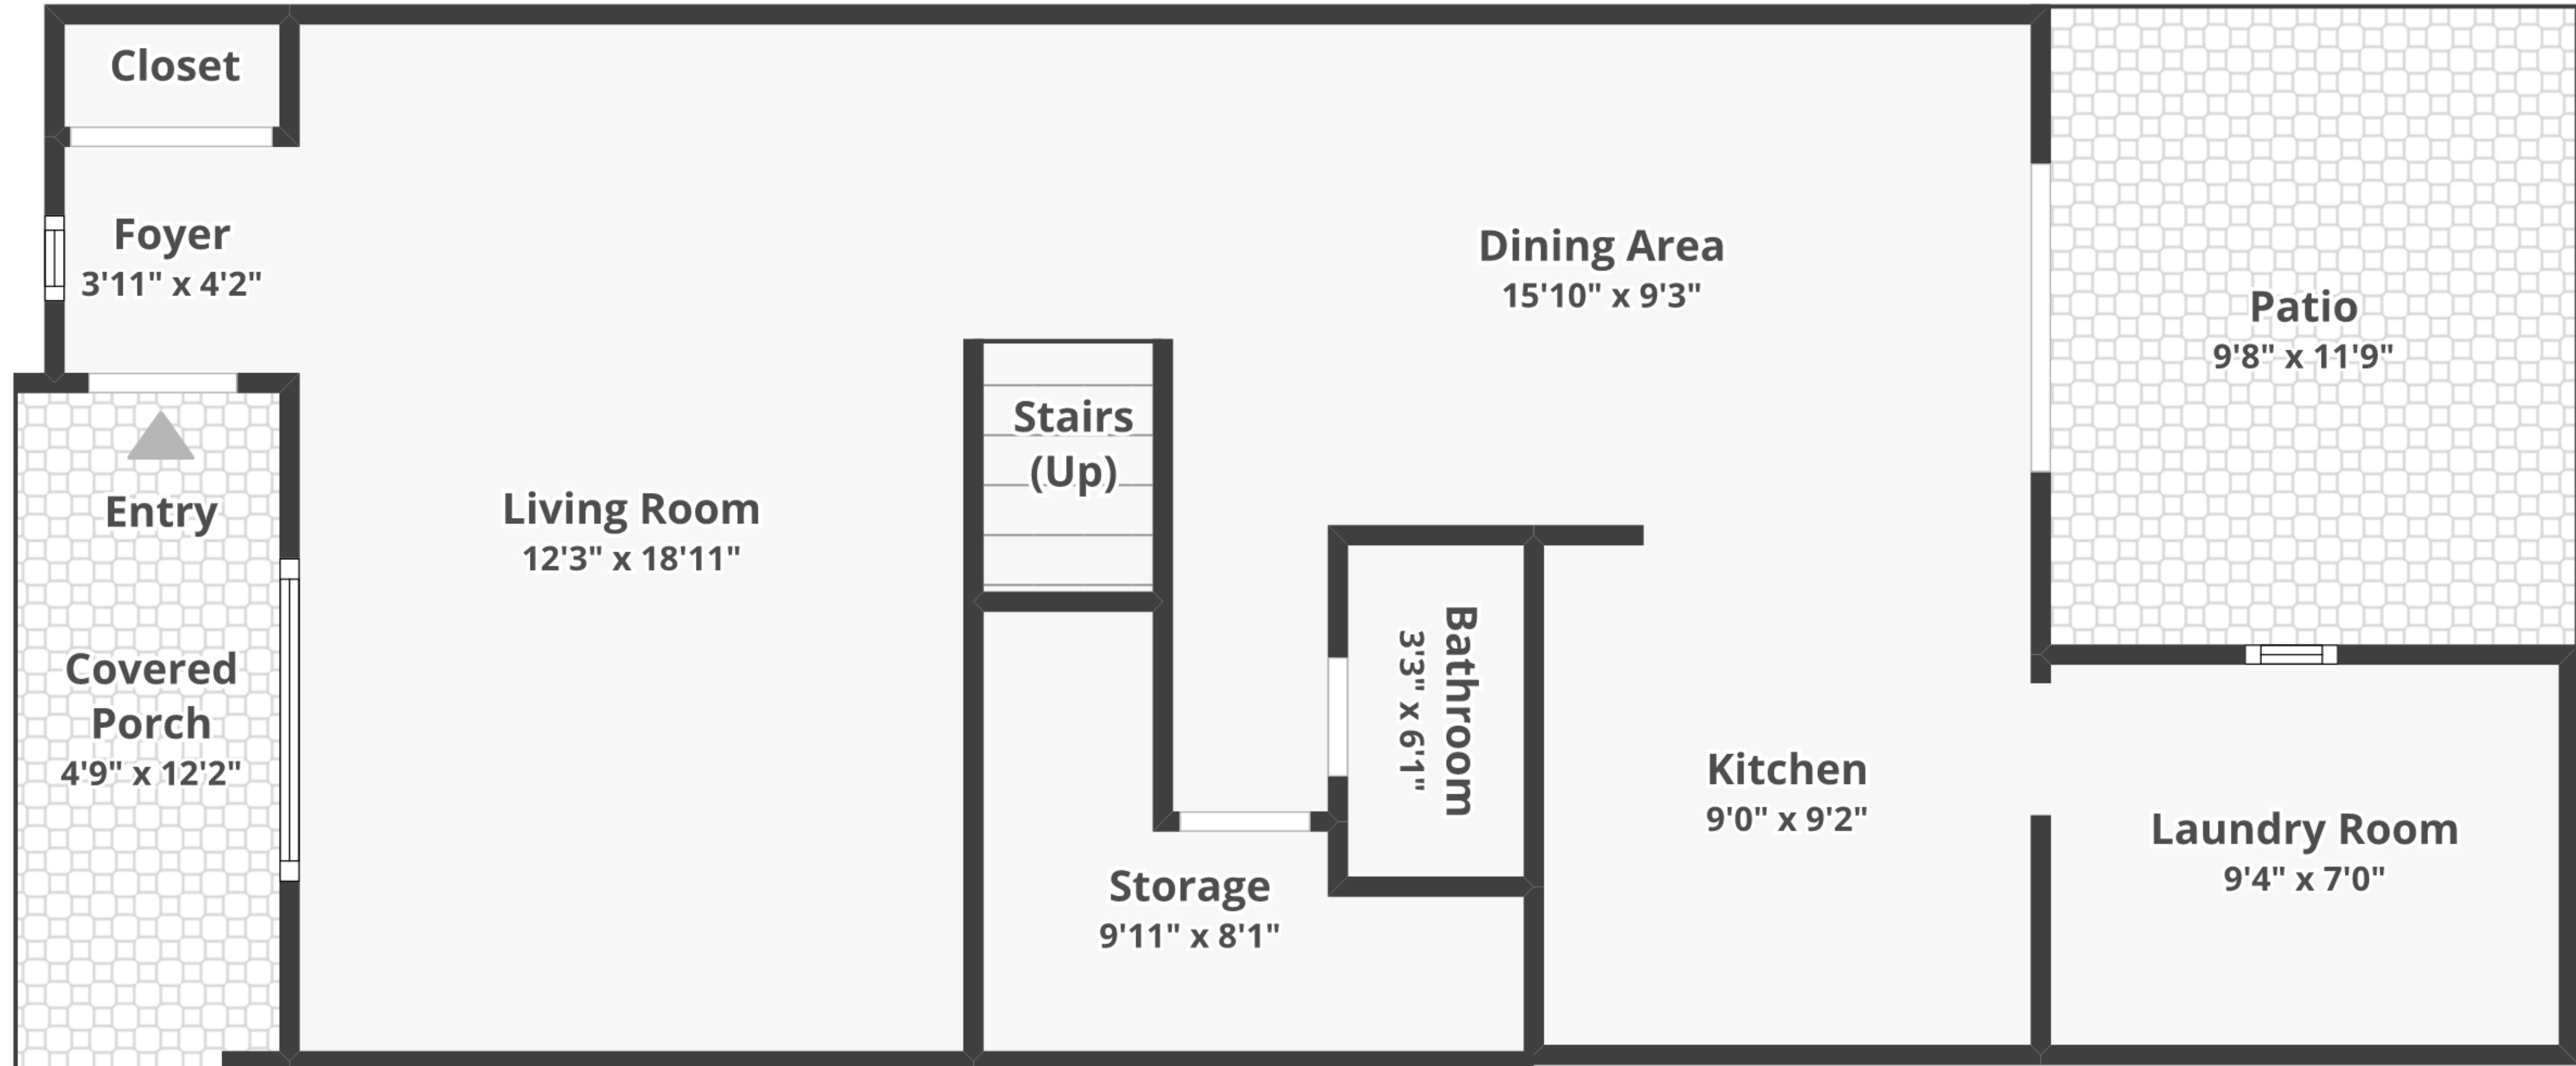 Closet
Foyer
3'11" x 4'2"
Entry
Covered
Porch
4'9" x 12'2"
Living Room
12'3" x 18'11"
Stairs
(Up)
Storage
9'11" x 8'1"
Bathroom
3'3" x 6'1"
Dining Area
15'10" x 9'3"
Kitchen
9'0" x 9'2"
Patio
9'8" x 11'9"
Laundry Room
9'4" x 7'0"